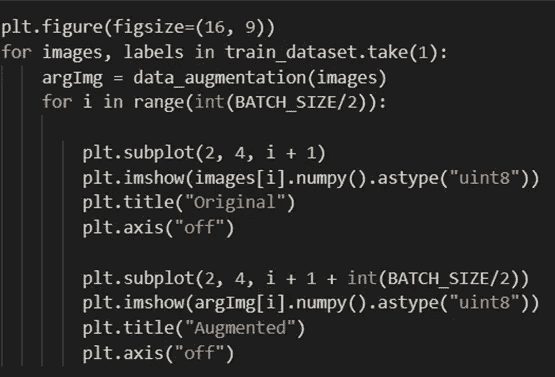 plt.figure(figsize=(16, 9))
for images, labels in train_dataset.take(1):
    argImg = data_augmentation(images)
    for i in range(int(BATCH_SIZE/2)):

        plt.subplot(2, 4, i + 1)
        plt.imshow(images[i].numpy().astype("uint8"))
        plt.title("Original")
        plt.axis("off")

        plt.subplot(2, 4, i + 1 + int(BATCH_SIZE/2))
        plt.imshow(argImg[i].numpy().astype("uint8"))
        plt.title("Augmented")
        plt.axis("off")